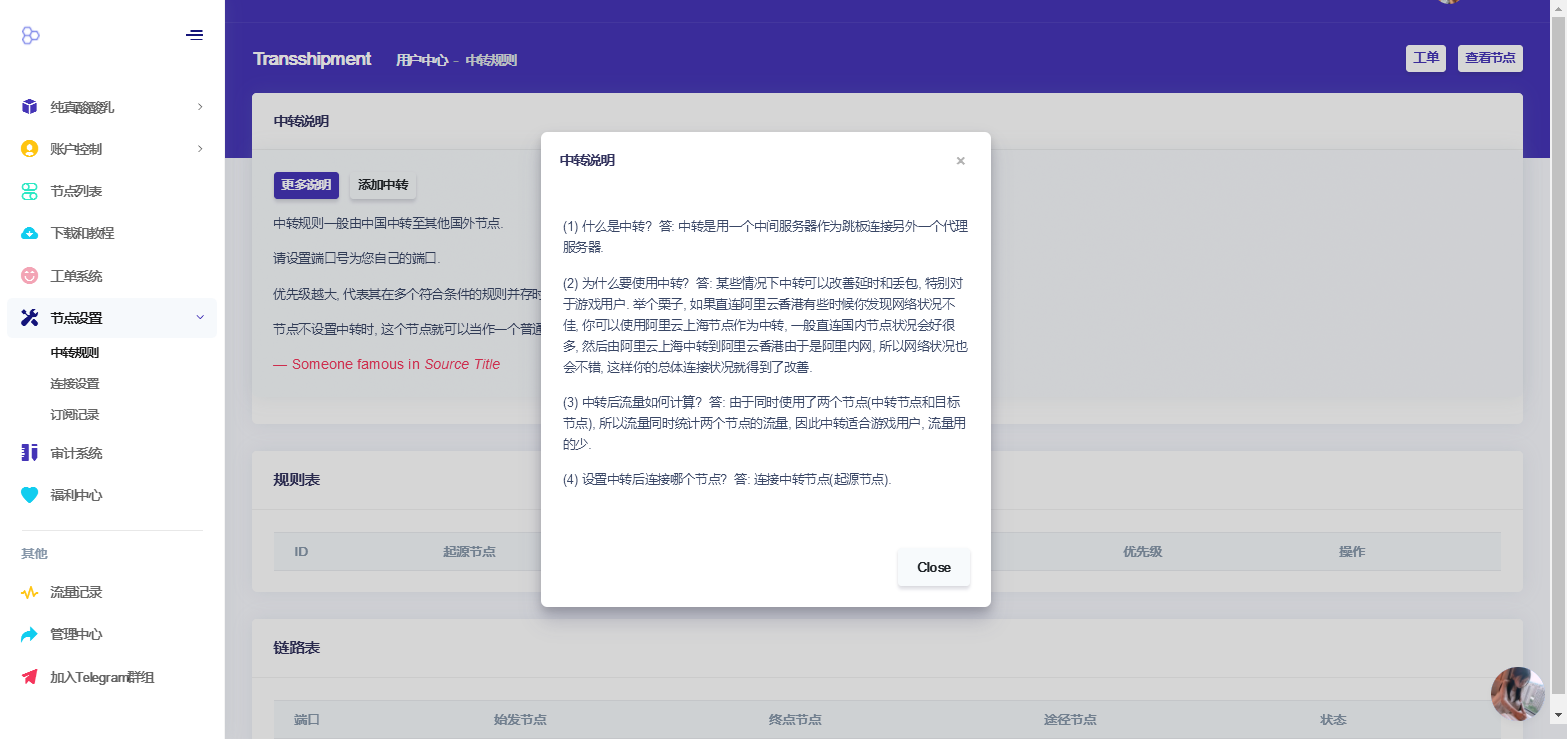 Transshipment 用户中心 - 中转规则
工单 查看节点
纯真酸酸乳
账户控制
节点列表
下载和教程
工单系统
节点设置
中转规则
连接设置
订阅记录
审计系统
福利中心
其他
流量记录
管理中心
加入Telegram群组
中转说明
更多说明 添加中转
中转规则一般由中国中转至其他国外节点.
请设置端口号为您自己的端口.
优先级越大, 代表其在多个符合条件的规则并存时
节点不设置中转时, 这个节点就可以当作一个普通
— Someone famous in Source Title
规则表
ID 起源节点 优先级 操作
链路表
端口 始发节点 终点节点 途径节点 状态
中转说明 ×
(1) 什么是中转？答: 中转是用一个中间服务器作为跳板连接另外一个代理
服务器.
(2) 为什么要使用中转？答: 某些情况下中转可以改善延时和丢包, 特别对
于游戏用户. 举个栗子, 如果直连阿里云香港有些时候你发现网络状况不
佳, 你可以使用阿里云上海节点作为中转, 一般直连国内节点状况会好很
多, 然后由阿里云上海中转到阿里云香港由于是阿里内网, 所以网络状况也
会不错, 这样你的总体连接状况就得到了改善.
(3) 中转后流量如何计算？答: 由于同时使用了两个节点(中转节点和目标
节点), 所以流量同时统计两个节点的流量, 因此中转适合游戏用户, 流量用
的少.
(4) 设置中转后连接哪个节点？答: 连接中转节点(起源节点).
Close